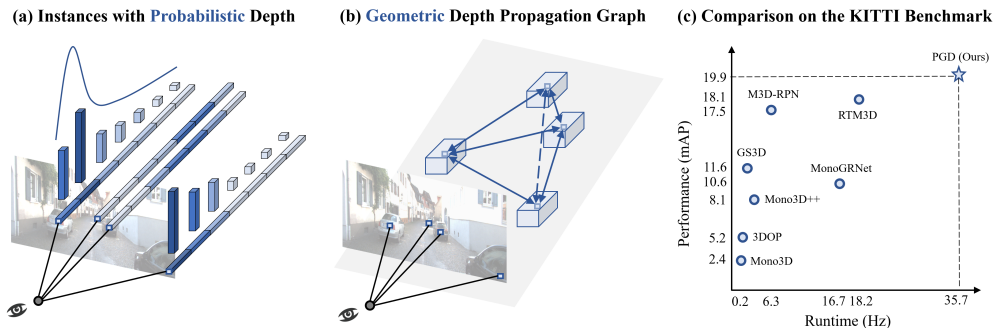 (a) Instances with Probabilistic Depth
(b) Geometric Depth Propagation Graph
(c) Comparison on the KITTI Benchmark
Performance (mAP)
19.9
18.1
17.5
11.6
10.6
8.1
5.2
2.4
PGD (Ours)
M3D-RPN
RTM3D
GS3D
MonoGRNet
Mono3D++
3DOP
Mono3D
0.2 6.3 16.7 18.2 35.7
Runtime (Hz)